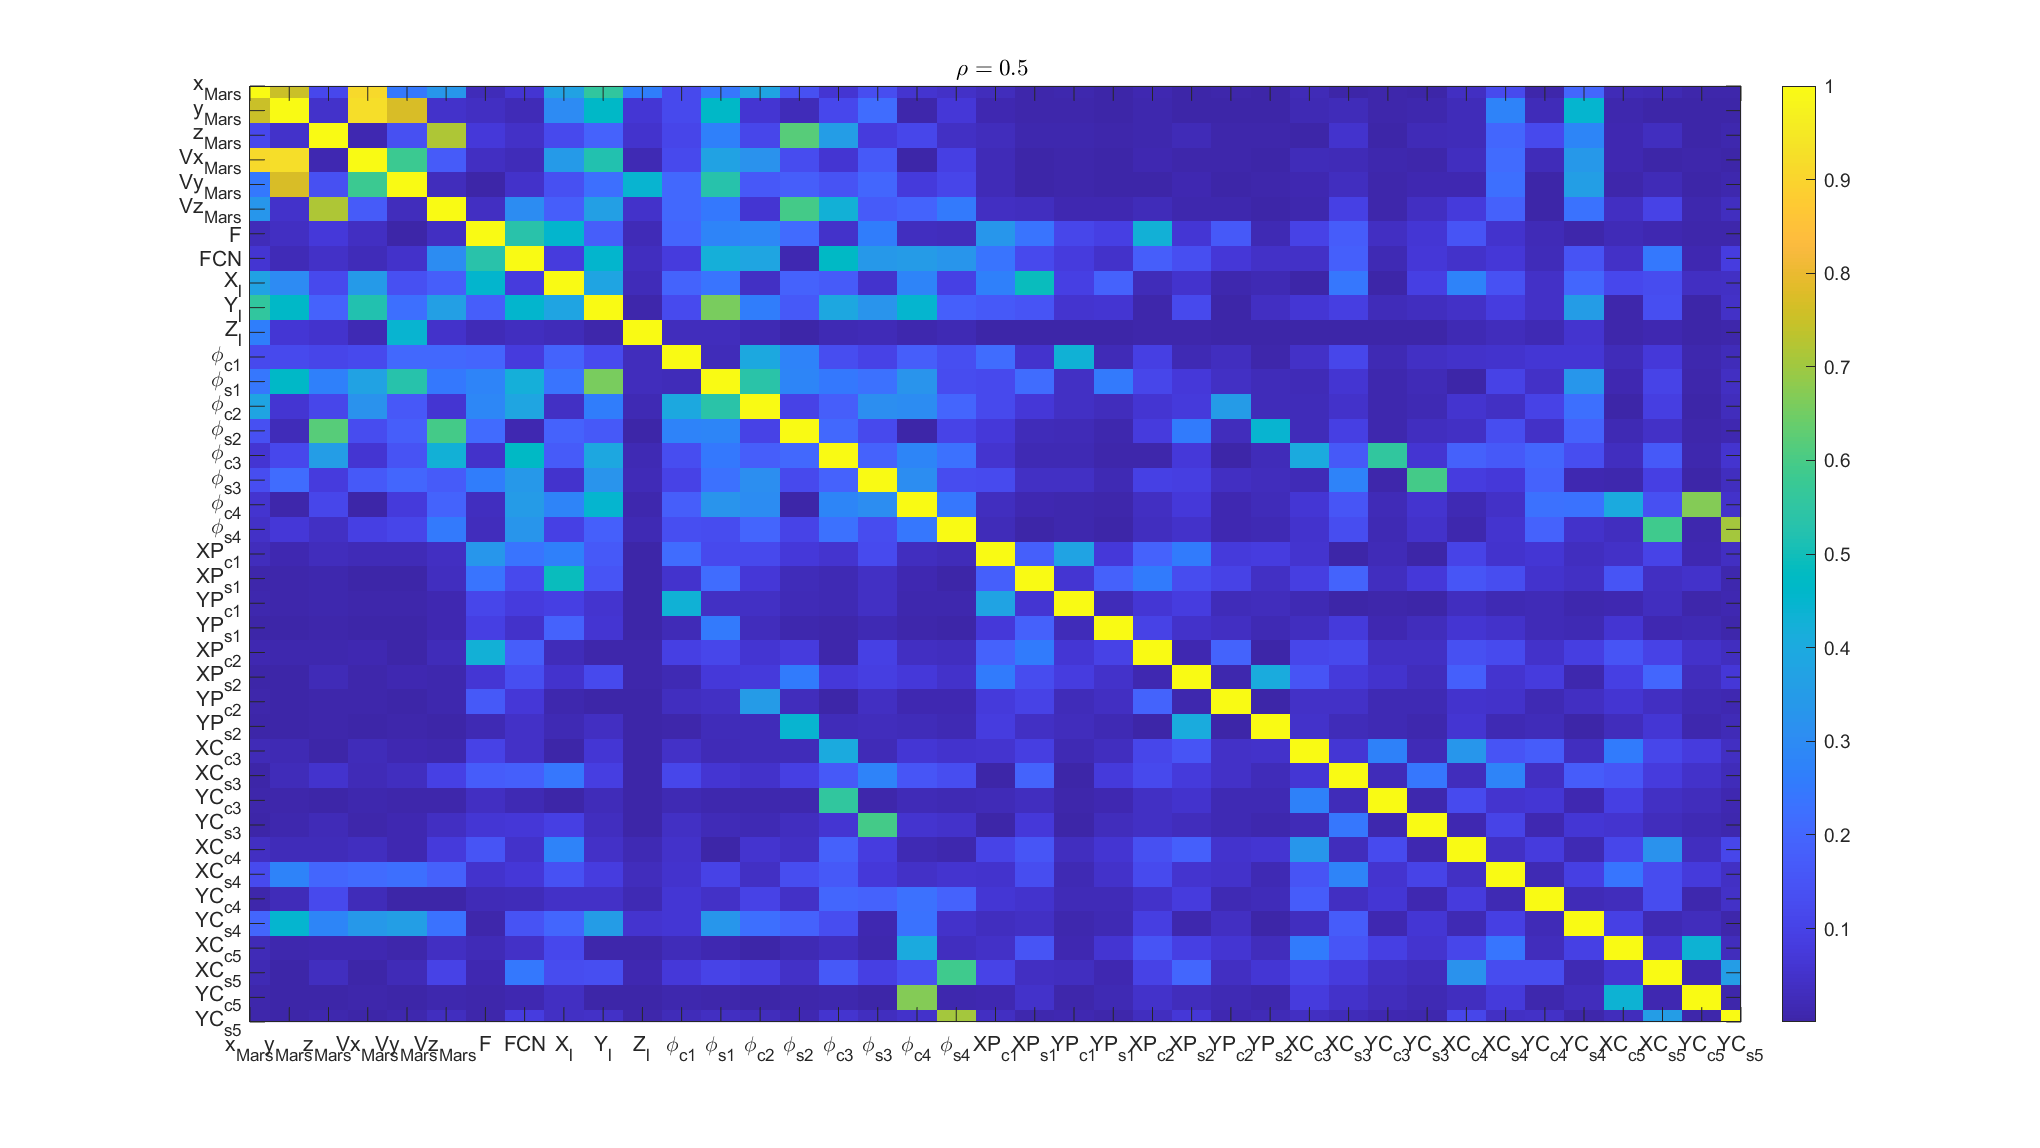 ρ = 0.5
x_Mars
y_Mars
z_Mars
Vx_Mars
Vy_Mars
Vz_Mars
F
FCN
X_I
Y_I
Z_I
ϕ_c1
ϕ_s1
ϕ_c2
ϕ_s2
ϕ_c3
ϕ_s3
ϕ_c4
ϕ_s4
XP_c1
XP_s1
YP_c1
YP_s1
XP_c2
XP_s2
YP_c2
YP_s2
XC_c3
XC_s3
YC_c3
YC_s3
XC_c4
XC_s4
YC_c4
YC_s4
XC_c5
XC_s5
YC_c5
YC_s5
x_Mars y_Mars z_Mars Vx_Mars Vy_Mars Vz_Mars F FCN X_I Y_I Z_I ϕ_c1 ϕ_s1 ϕ_c2 ϕ_s2 ϕ_c3 ϕ_s3 ϕ_c4 ϕ_s4 XP_c1 XP_s1 YP_c1 YP_s1 XP_c2 XP_s2 YP_c2 YP_s2 XC_c3 XC_s3 YC_c3 YC_s3 XC_c4 XC_s4 YC_c4 YC_s4 XC_c5 XC_s5 YC_c5 YC_s5
1
0.9
0.8
0.7
0.6
0.5
0.4
0.3
0.2
0.1